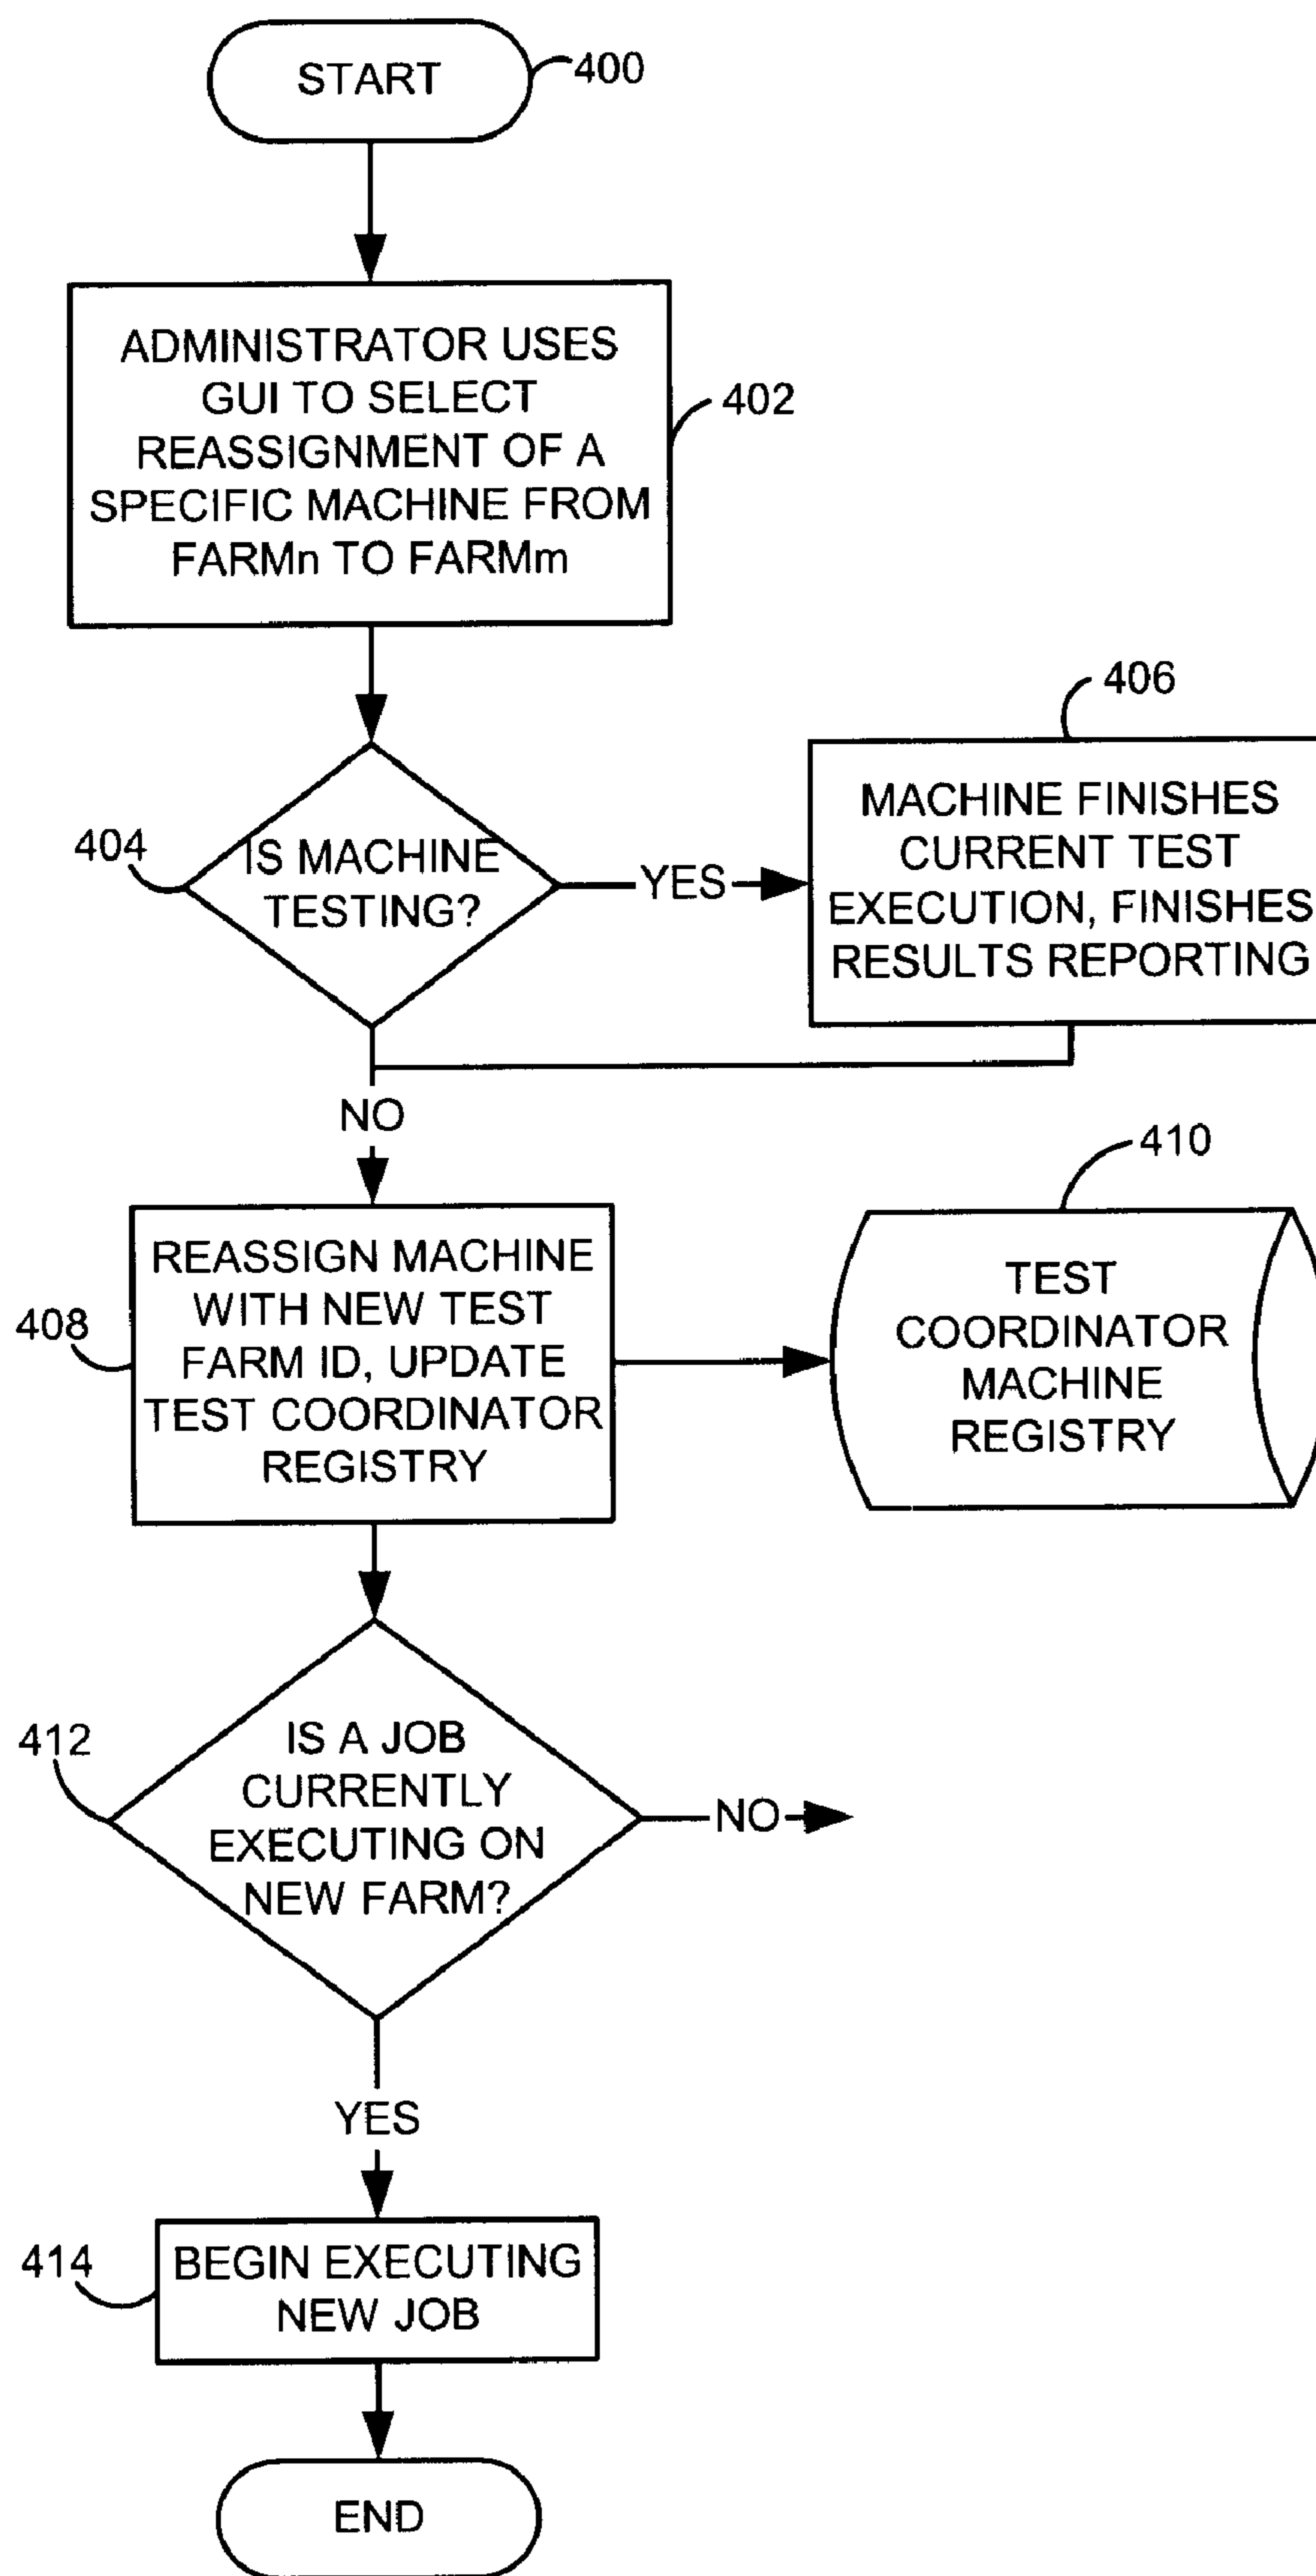 START
400
ADMINISTRATOR USES
GUI TO SELECT
REASSIGNMENT OF A
SPECIFIC MACHINE FROM
FARMn TO FARMm
402
404
IS MACHINE
TESTING?
YES
406
MACHINE FINISHES
CURRENT TEST
EXECUTION, FINISHES
RESULTS REPORTING
NO
408
REASSIGN MACHINE
WITH NEW TEST
FARM ID, UPDATE
TEST COORDINATOR
REGISTRY
410
TEST
COORDINATOR
MACHINE
REGISTRY
412
IS A JOB
CURRENTLY
EXECUTING ON
NEW FARM?
NO
YES
414
BEGIN EXECUTING
NEW JOB
END